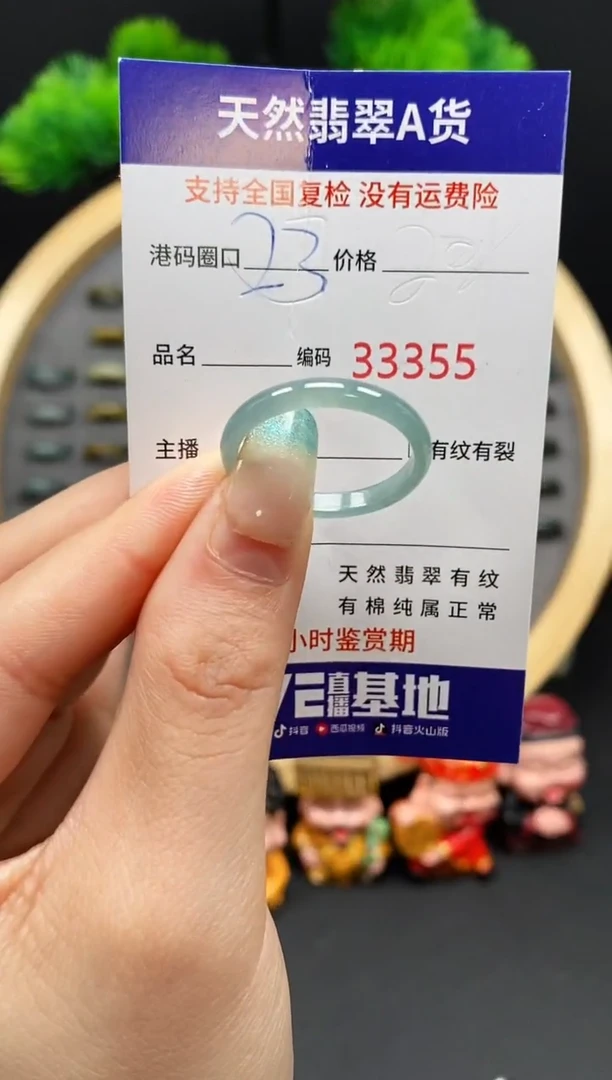 天然翡翠A货
支持全国复检 没有运费险
港码圈口 23 价格
品名 编码 33355
主播 有纹有裂
天然翡翠有纹
有棉纯属正常
小时鉴赏期
直播基地
抖音 西瓜视频 抖音火山版